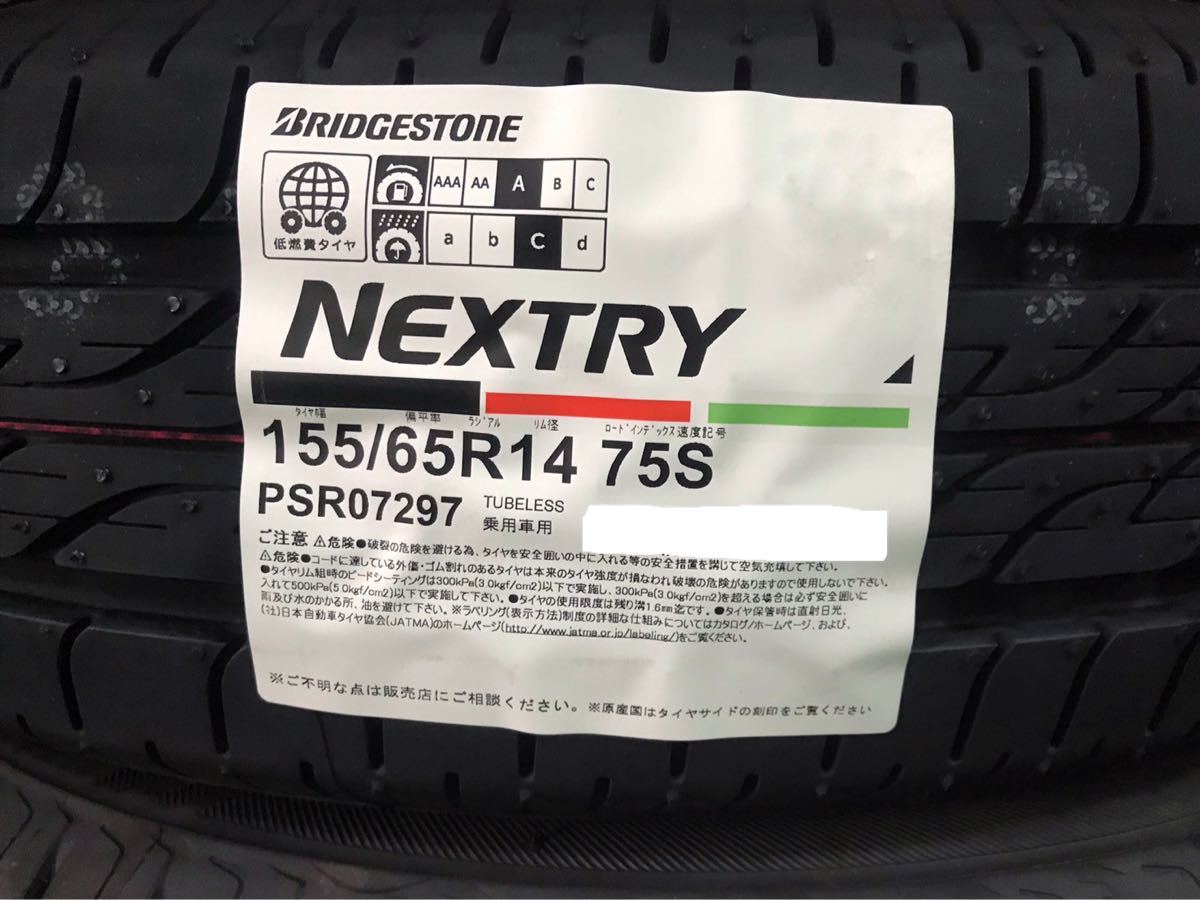 BRIDGESTONE
低燃費タイヤ
AAA AA A B C
a b C d
NEXTRY
タイヤ幅 偏平率 ラジアル リム径 ロードインデックス 速度記号
155/65R14 75S
PSR07297 TUBELESS
乗用車用
ご注意 ⚠危険●破裂の危険を避ける為、タイヤを安全囲いの中に入れる等の安全措置を講じて空気充填して下さい。
⚠危険●コードに達している外傷・ゴム割れのあるタイヤは本来のタイヤ強度が損なわれ破壊の危険がありますので使用しないで下さい。
●タイヤリム組時のビードシーティングは300kPa(3.0kgf/cm2)以下で実施し、300kPa(3.0kgf/cm2)を超える場合は必ず安全囲いに
入れて500kPa(5.0kgf/cm2)以下で実施して下さい。●タイヤの使用限度は残り溝1.6mm迄です。●タイヤ保管時は直射日光、
雨及び水のかかる所、油を避けて下さい。※ラベリング(表示方法)制度の詳細な仕組みについてはカタログ/ホームページ、および、
(社)日本自動車タイヤ協会(JATMA)のホームページ(http://www.jatma.or.jp/labeling/)をご覧ください。
※ご不明な点は販売店にご相談ください。※原産国はタイヤサイドの刻印をご覧ください